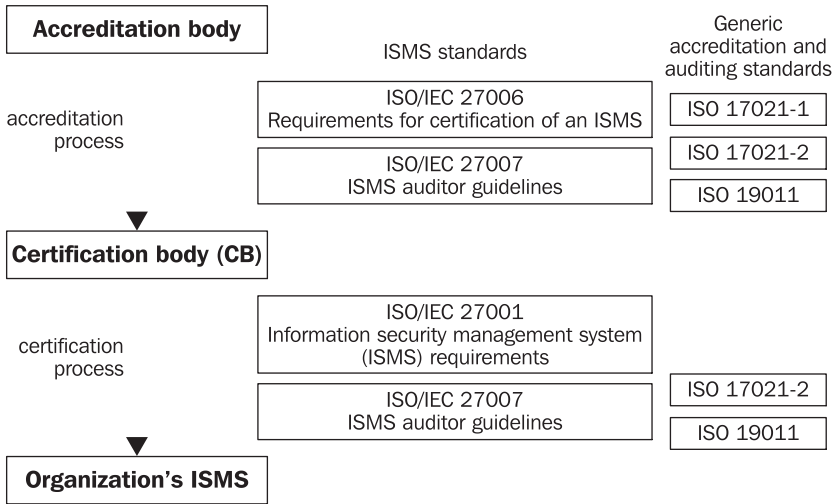 Accreditation body
ISMS standards
Generic
accreditation and
auditing standards
accreditation
process
ISO/IEC 27006
Requirements for certification of an ISMS
ISO/IEC 27007
ISMS auditor guidelines
ISO 17021-1
ISO 17021-2
ISO 19011
Certification body (CB)
certification
process
ISO/IEC 27001
Information security management system
(ISMS) requirements
ISO/IEC 27007
ISMS auditor guidelines
ISO 17021-2
ISO 19011
Organization’s ISMS